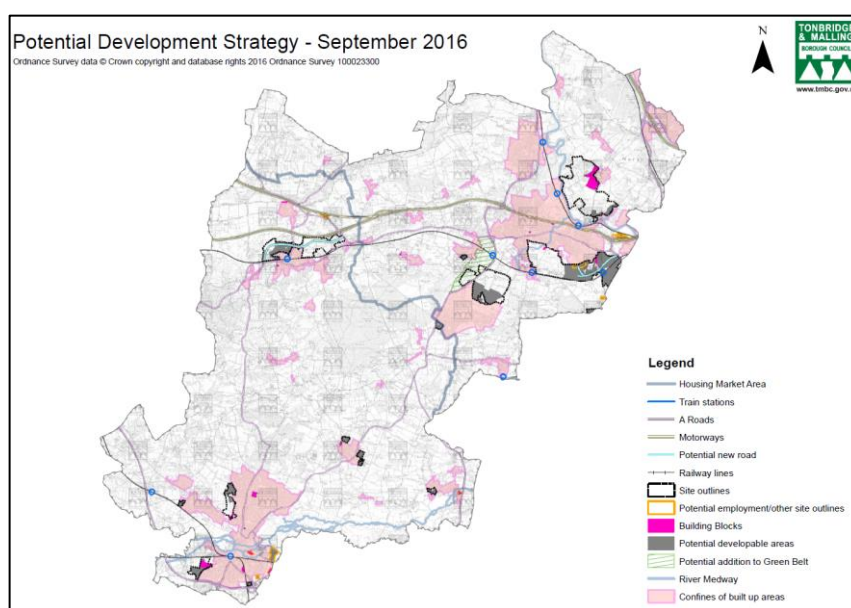 Potential Development Strategy - September 2016
Ordnance Survey data © Crown copyright and database rights 2016 Ordnance Survey 100023300
N
TONBRIDGE
& MALLING
BOROUGH COUNCIL
www.tmbc.gov.u
Legend
Housing Market Area
Train stations
A Roads
Motorways
Potential new road
Railway lines
Site outlines
Potential employment/other site outlines
Building Blocks
Potential developable areas
Potential addition to Green Belt
River Medway
Confines of built up areas